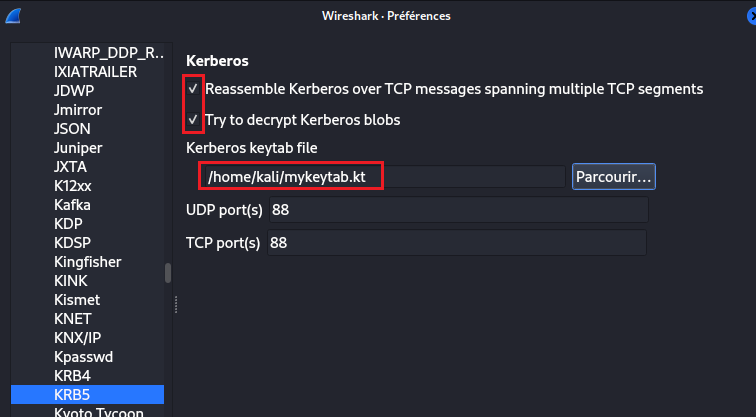 Wireshark · Préférences
IWARP_DDP_R...
IXIATRAILER
JDWP
Jmirror
JSON
Juniper
JXTA
K12xx
Kafka
KDP
KDSP
Kingfisher
KINK
Kismet
KNET
KNX/IP
Kpasswd
KRB4
KRB5
Kyoto Tycoon
Kerberos
Reassemble Kerberos over TCP messages spanning multiple TCP segments
Try to decrypt Kerberos blobs
Kerberos keytab file
/home/kali/mykeytab.kt Parcourir...
UDP port(s) 88
TCP port(s) 88